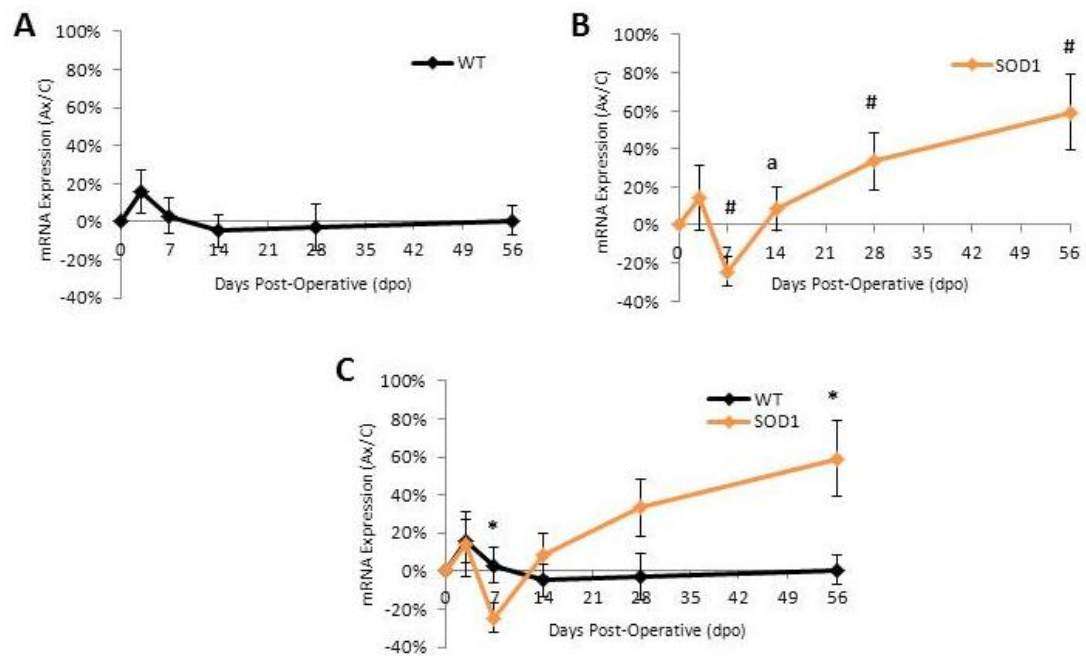 A
mRNA Expression (Ax/C)
100%
80%
60%
40%
20%
0%
-20%
-40%
WT
0 7 14 21 28 35 42 49 56
Days Post-Operative (dpo)
B
mRNA Expression (Ax/C)
100%
80%
60%
40%
20%
0%
-20%
-40%
SOD1
#
a
#
#
0 7 14 21 28 35 42 49 56
Days Post-Operative (dpo)
C
mRNA Expression (Ax/C)
100%
80%
60%
40%
20%
0%
-20%
-40%
WT
SOD1
*
*
0 7 14 21 28 35 42 49 56
Days Post-Operative (dpo)